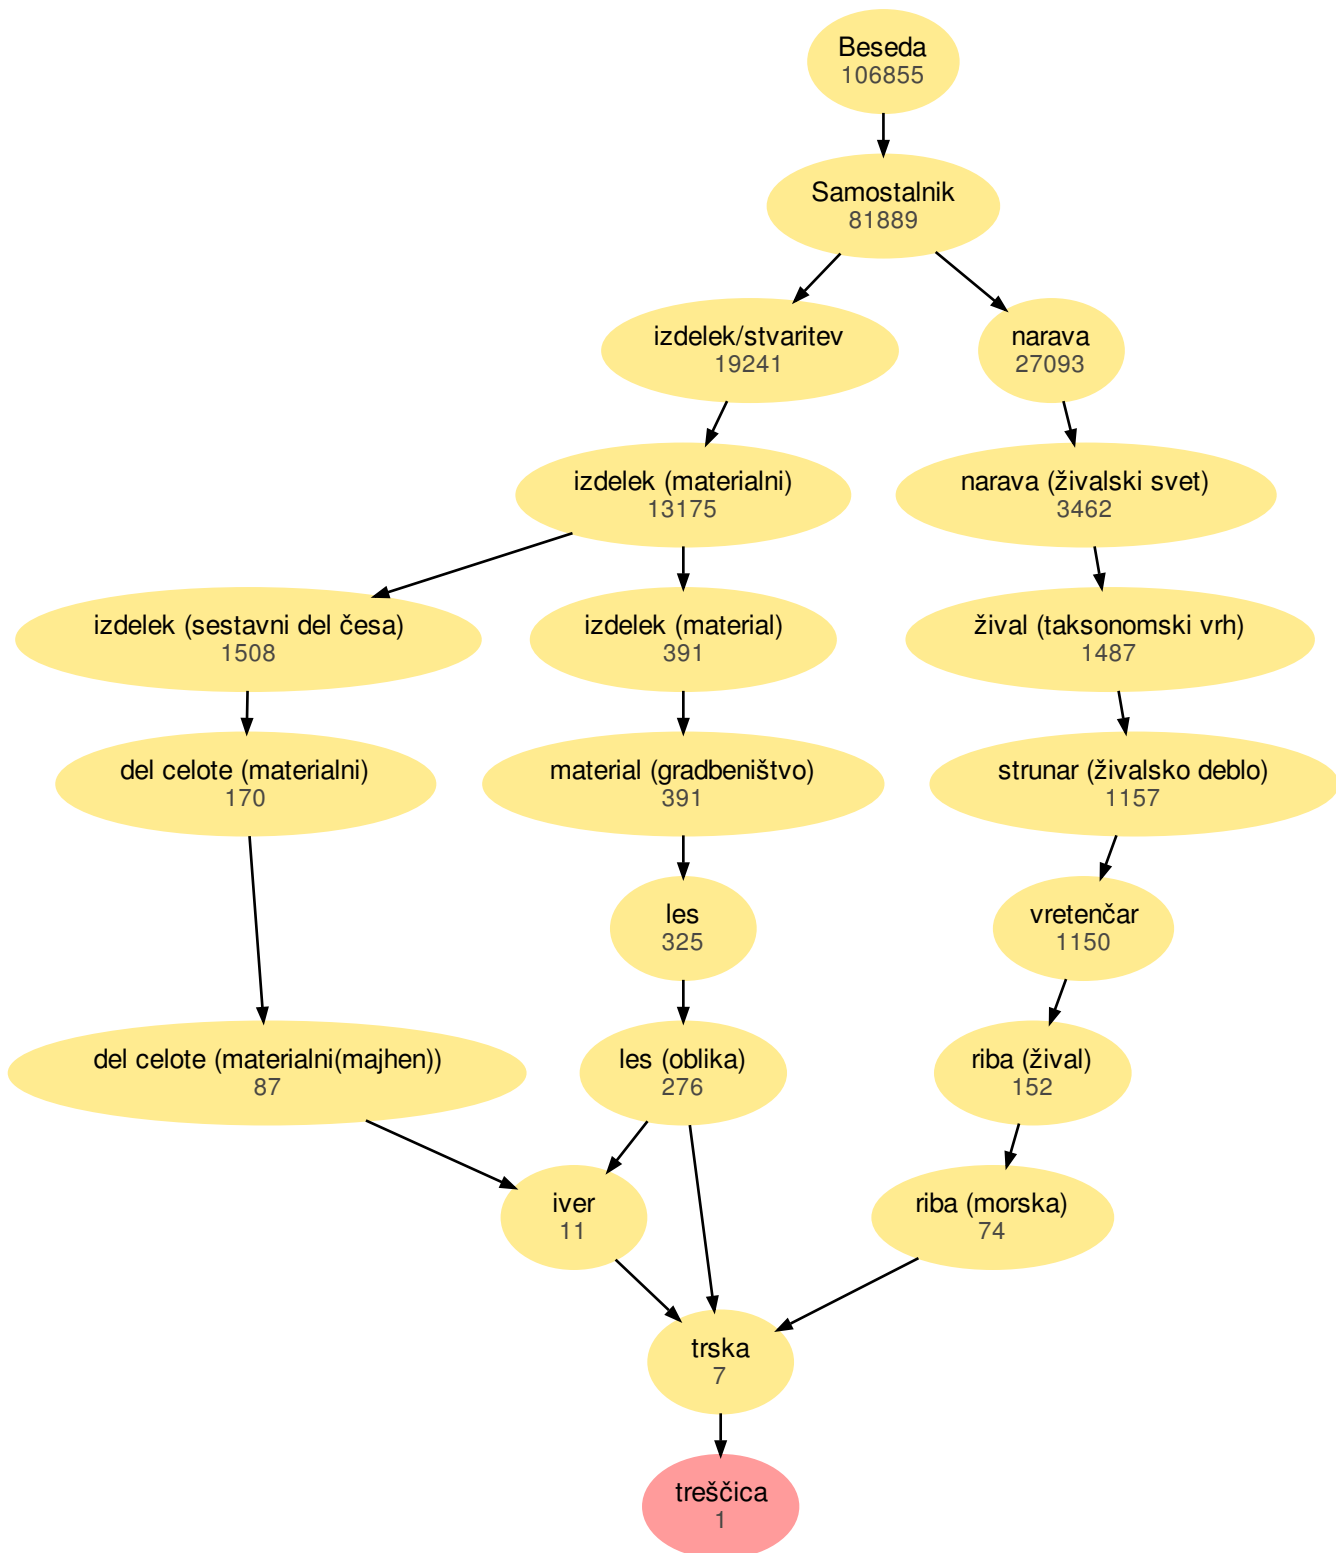 Beseda
106855
Samostalnik
81889
izdelek/stvaritev
19241
narava
27093
izdelek (materialni)
13175
narava (živalski svet)
3462
izdelek (sestavni del česa)
1508
izdelek (material)
391
žival (taksonomski vrh)
1487
del celote (materialni)
170
material (gradbeništvo)
391
strunar (živalsko deblo)
1157
les
325
vretenčar
1150
del celote (materialni(majhen))
87
les (oblika)
276
riba (žival)
152
iver
11
riba (morska)
74
trska
7
treščica
1